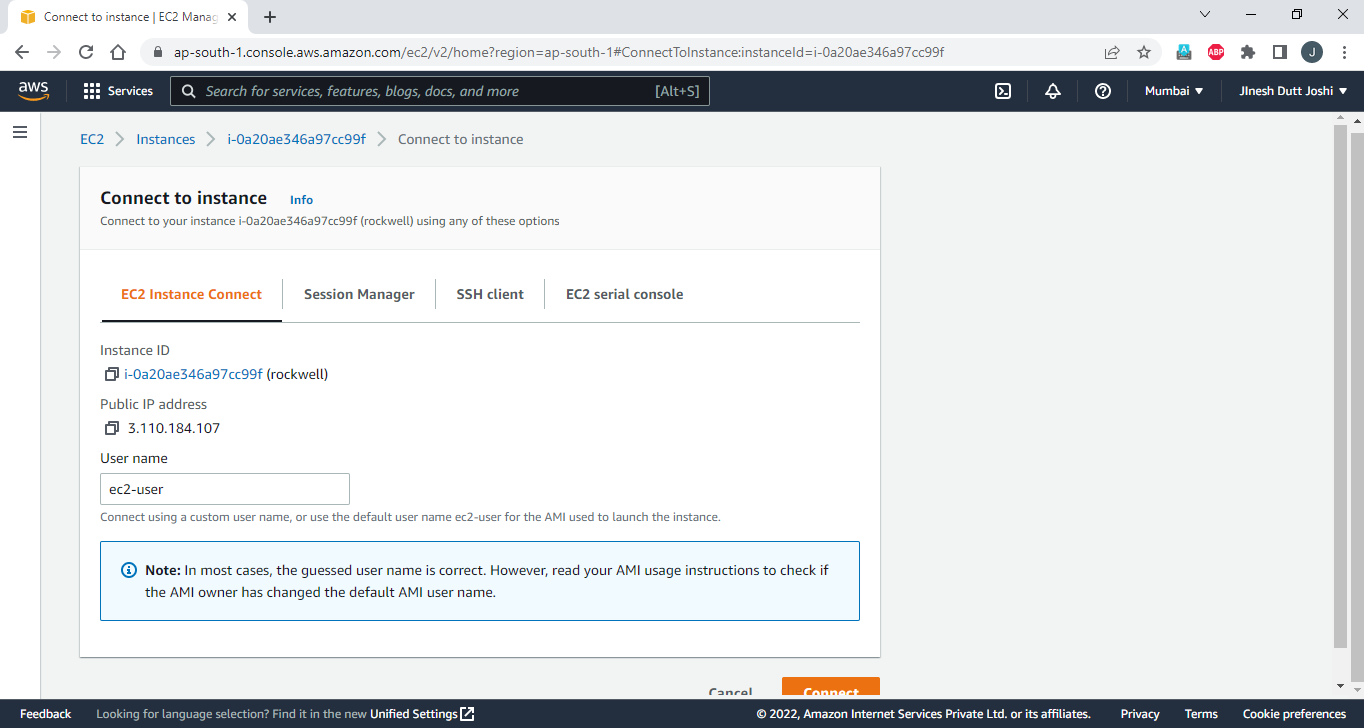 Connect to instance | EC2 Manag
ap-south-1.console.aws.amazon.com/ec2/v2/home?region=ap-south-1#ConnectToInstance:instanceId=i-0a20ae346a97cc99f
ABP
J
aws
Services
Search for services, features, blogs, docs, and more
[Alt+S]
Mumbai
JInesh Dutt Joshi
EC2
Instances
i-0a20ae346a97cc99f
Connect to instance
Connect to instance Info
Connect to your instance i-0a20ae346a97cc99f (rockwell) using any of these options
EC2 Instance Connect
Session Manager
SSH client
EC2 serial console
Instance ID
i-0a20ae346a97cc99f (rockwell)
Public IP address
3.110.184.107
User name
ec2-user
Connect using a custom user name, or use the default user name ec2-user for the AMI used to launch the instance.
Note: In most cases, the guessed user name is correct. However, read your AMI usage instructions to check if
the AMI owner has changed the default AMI user name.
Cancel
Connect
Feedback
Looking for language selection? Find it in the new Unified Settings
© 2022, Amazon Internet Services Private Ltd. or its affiliates.
Privacy
Terms
Cookie preferences